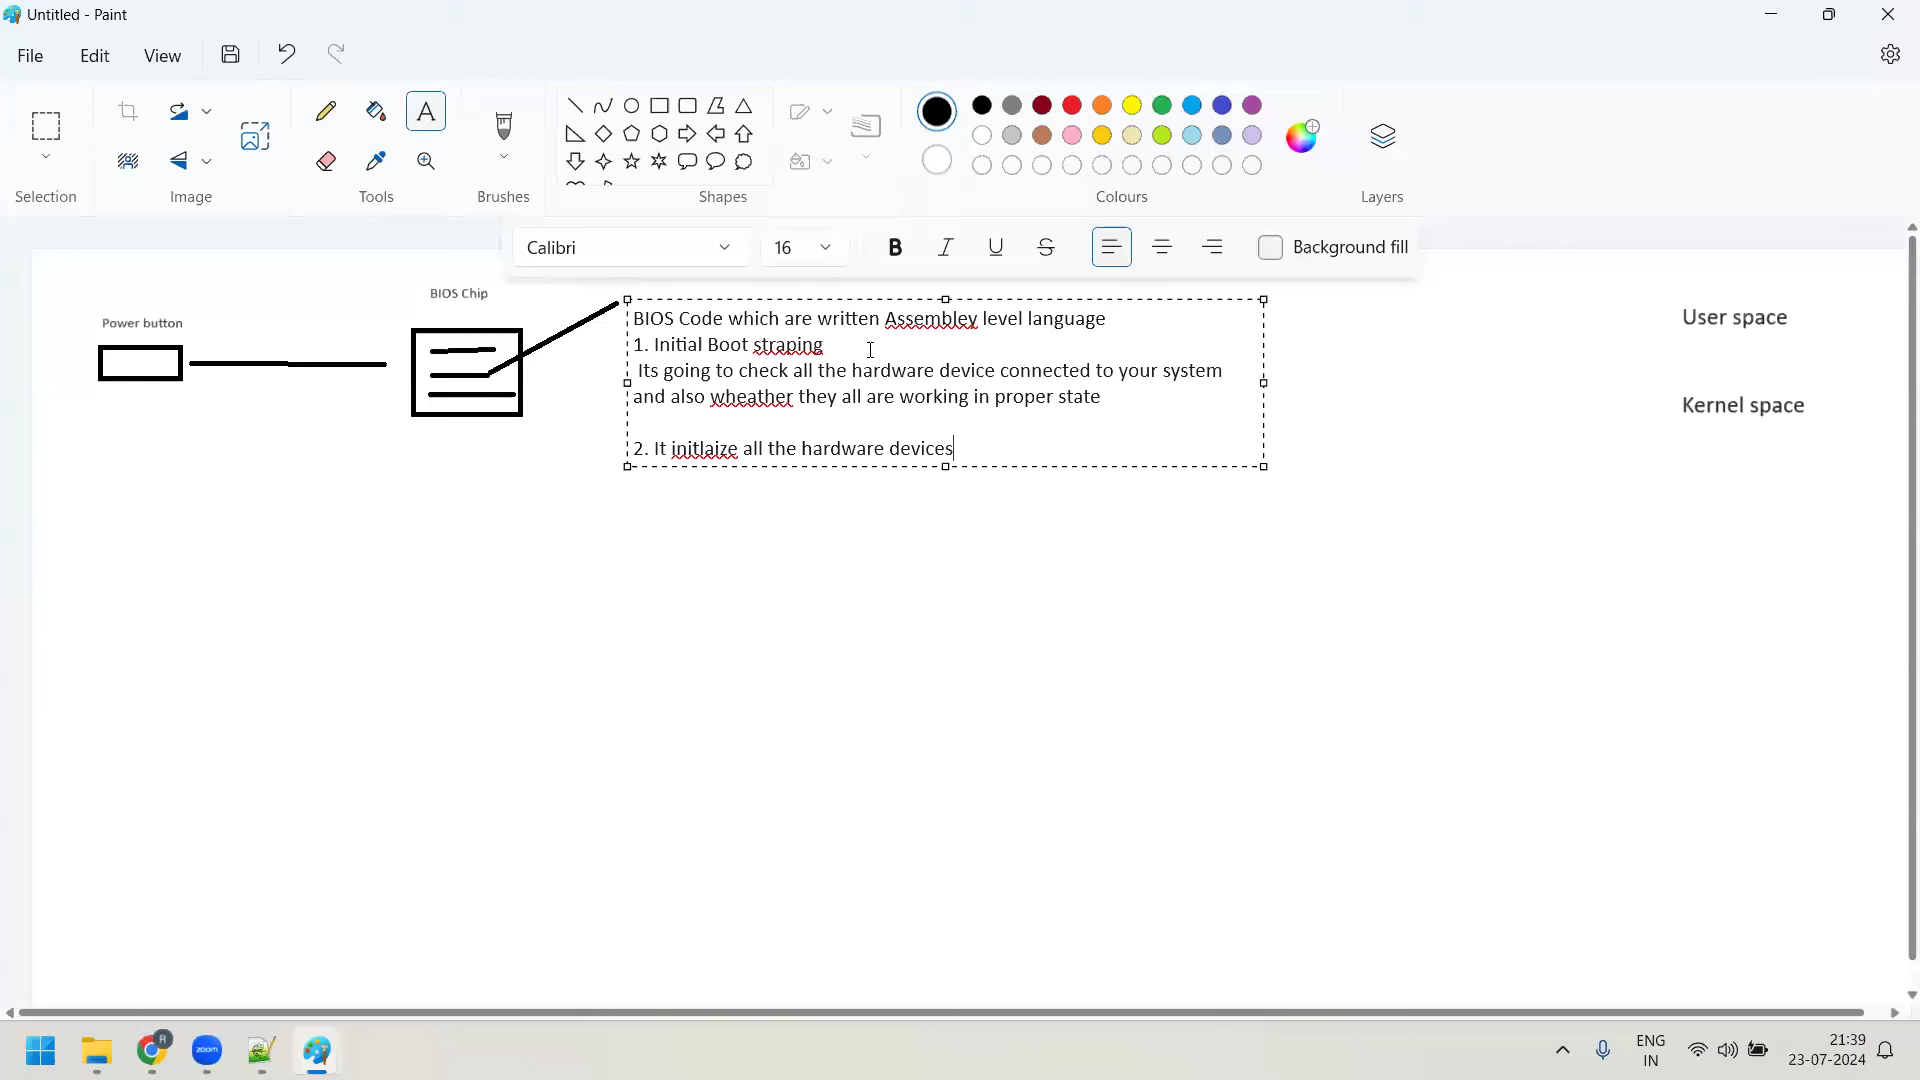 Untitled - Paint
File
Edit
View
Selection
Image
Tools
Brushes
Shapes
Colours
Layers
Calibri
16
B
I
U
S
Background fill
Power button
BIOS Chip
BIOS Code which are written Assembley level language
1. Initial Boot straping
Its going to check all the hardware device connected to your system
and also wheather they all are working in proper state
2. It initlaize all the hardware devices
User space
Kernel space
R
zoom
ENG
IN
21:39
23-07-2024